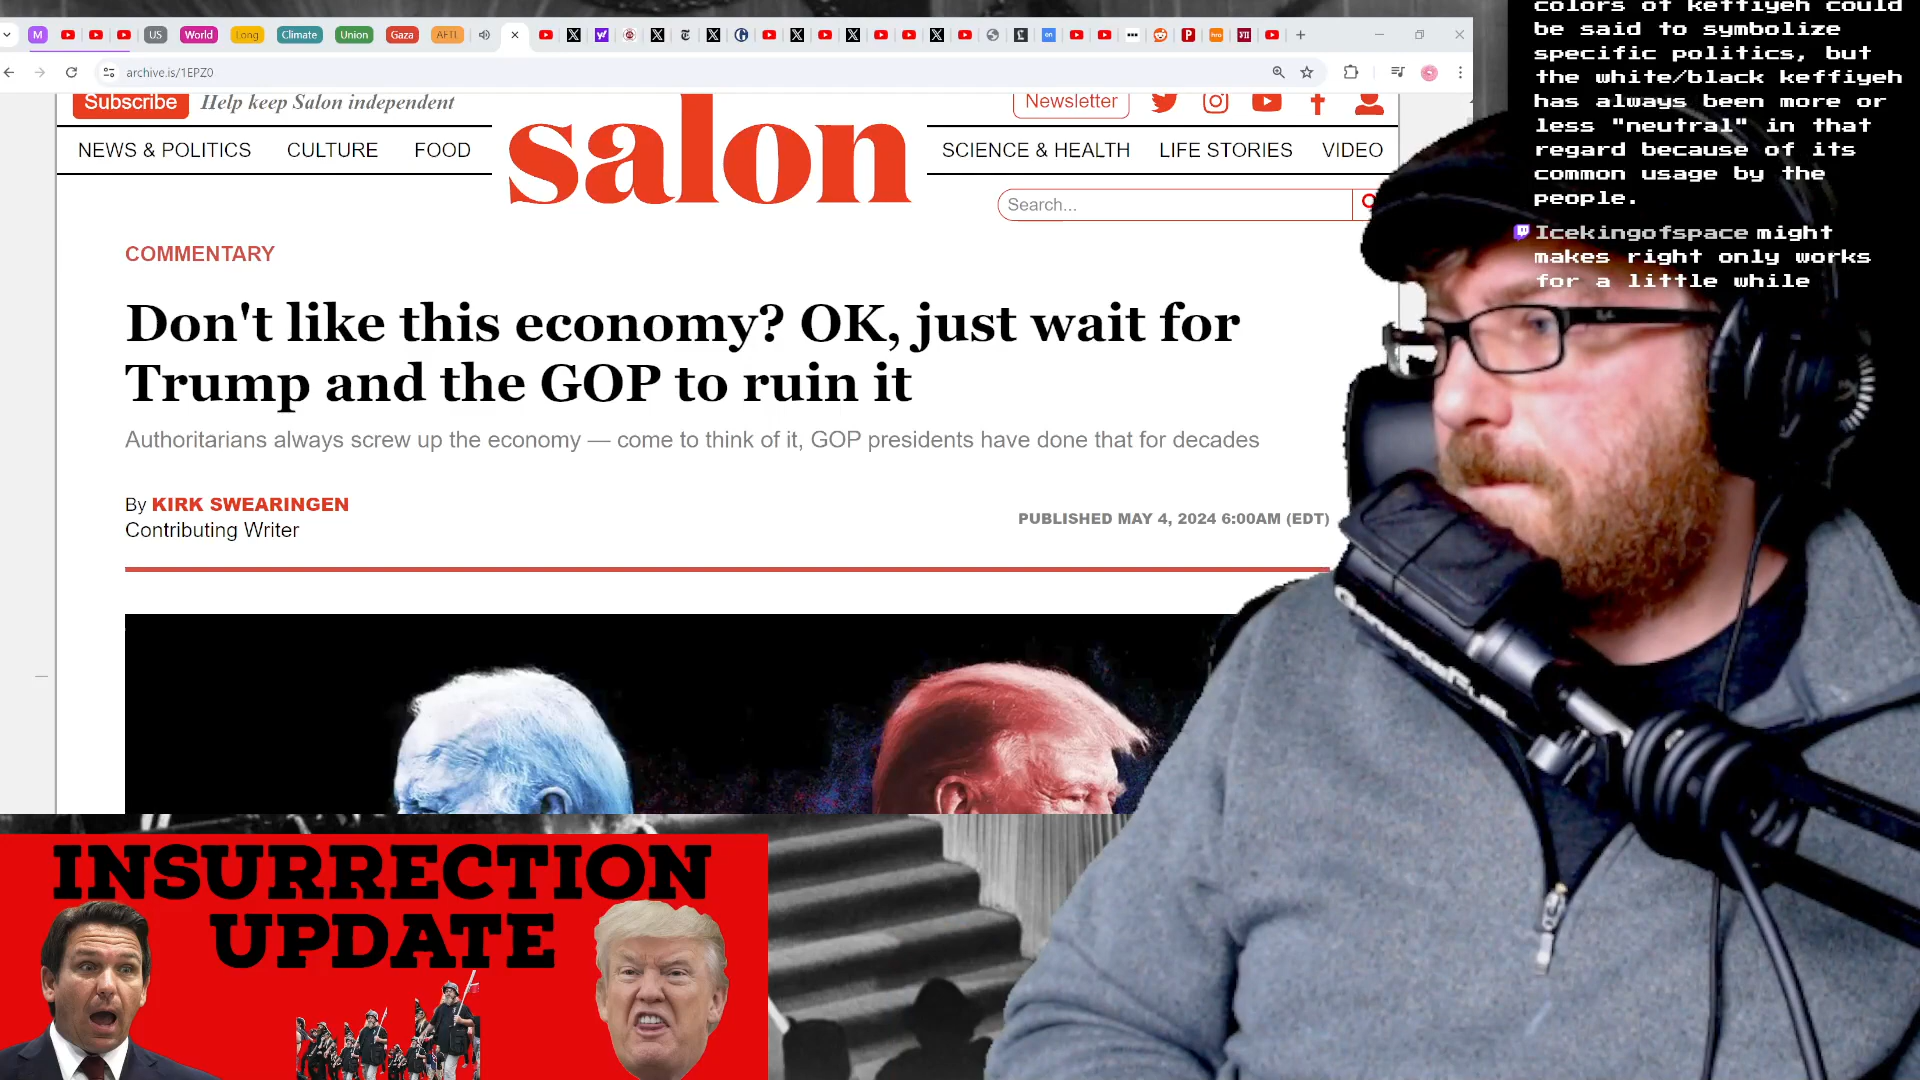 US
World
Long
Climate
Union
Gaza
AFTL
archive.is/1EPZ0
Subscribe
Help keep Salon independent
Newsletter
salon
NEWS & POLITICS
CULTURE
FOOD
SCIENCE & HEALTH
LIFE STORIES
VIDEO
Search...
COMMENTARY
Don't like this economy? OK, just wait for
Trump and the GOP to ruin it
Authoritarians always screw up the economy — come to think of it, GOP presidents have done that for decades
By KIRK SWEARINGEN
Contributing Writer
PUBLISHED MAY 4, 2024 6:00AM (EDT)
INSURRECTION
UPDATE
colors of keffiyeh could
be said to symbolize
specific politics, but
the white/black keffiyeh
has always been more or
less "neutral" in that
regard because of its
common usage by the
people.
Icekingofspace might
makes right only works
for a little while